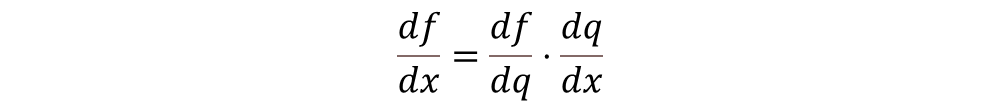 df/dx = df/dq · dq/dx